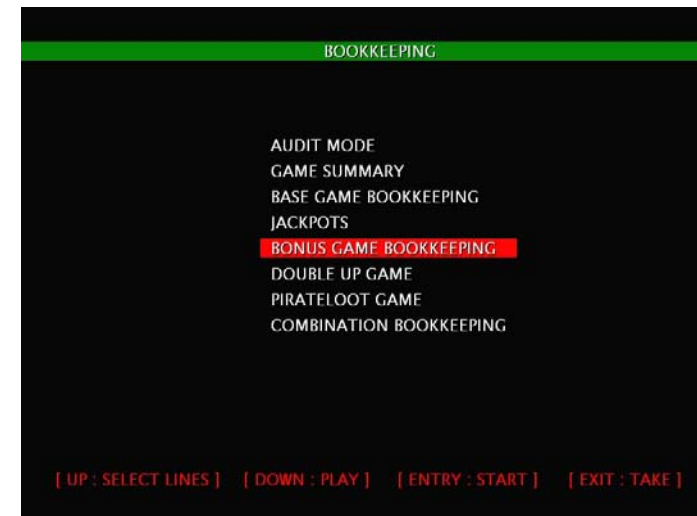 BOOKKEEPING
AUDIT MODE
GAME SUMMARY
BASE GAME BOOKKEEPING
JACKPOTS
BONUS GAME BOOKKEEPING
DOUBLE UP GAME
PIRATELOOT GAME
COMBINATION BOOKKEEPING
[ UP : SELECT LINES ] [ DOWN : PLAY ] [ ENTRY : START ] [ EXIT : TAKE ]